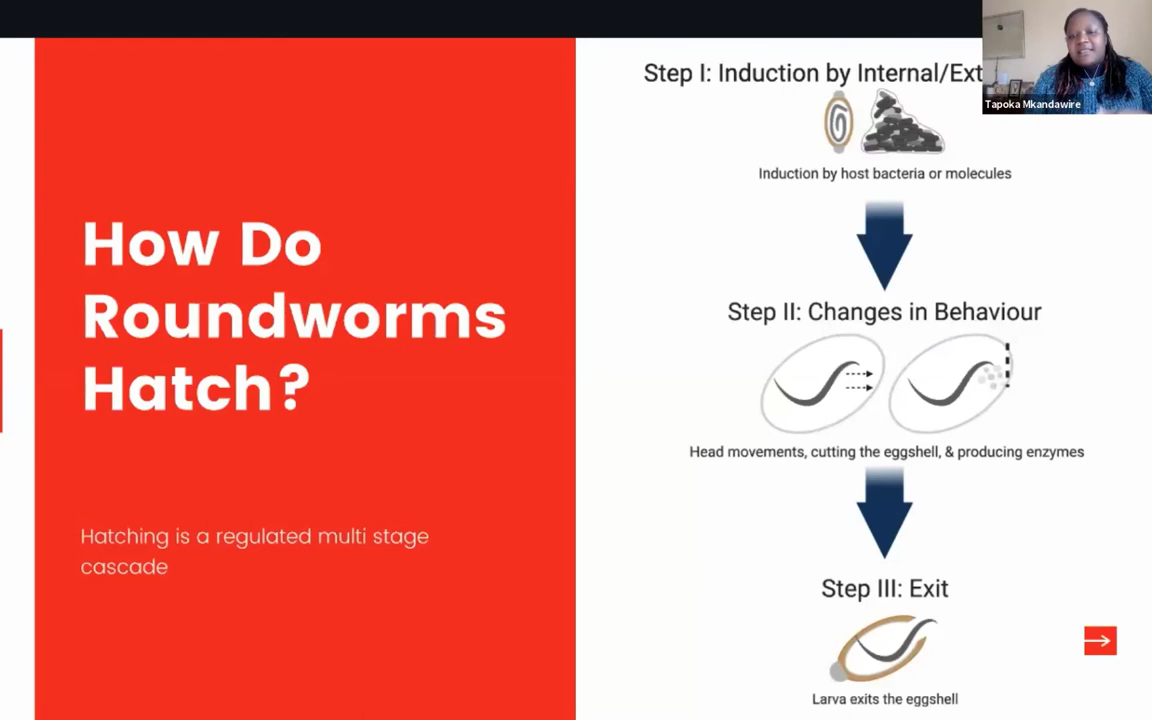 How Do
Roundworms
Hatch?
Hatching is a regulated multi stage
cascade
Step I: Induction by Internal/Ext
Induction by host bacteria or molecules
Step II: Changes in Behaviour
Head movements, cutting the eggshell, & producing enzymes
Step III: Exit
Larva exits the eggshell
Tapoka Mkandawire